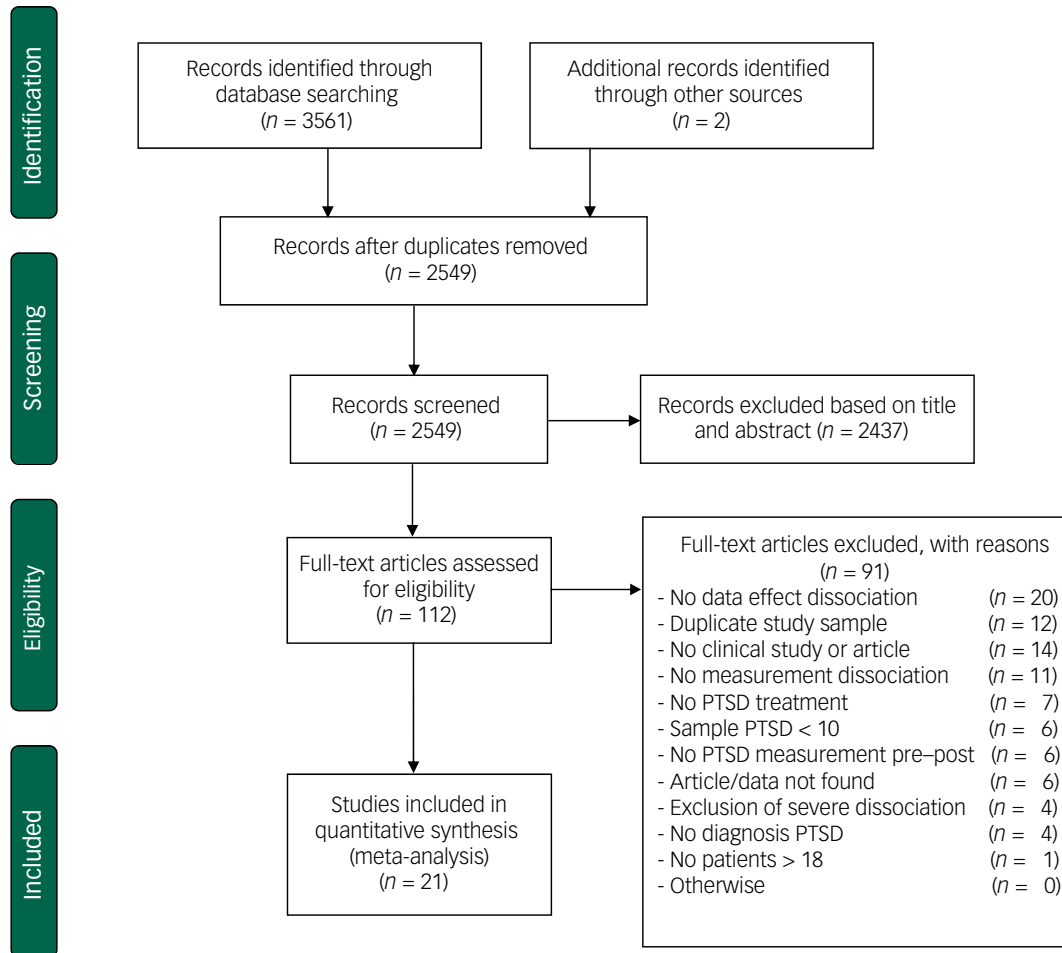 Identification
Records identified through
database searching
(n = 3561)
Additional records identified
through other sources
(n = 2)
Records after duplicates removed
(n = 2549)
Screening
Records screened
(n = 2549)
Records excluded based on title
and abstract (n = 2437)
Eligibility
Full-text articles assessed
for eligibility
(n = 112)
Full-text articles excluded, with reasons
(n = 91)
- No data effect dissociation (n = 20)
- Duplicate study sample (n = 12)
- No clinical study or article (n = 14)
- No measurement dissociation (n = 11)
- No PTSD treatment (n = 7)
- Sample PTSD < 10 (n = 6)
- No PTSD measurement pre–post (n = 6)
- Article/data not found (n = 6)
- Exclusion of severe dissociation (n = 4)
- No diagnosis PTSD (n = 4)
- No patients > 18 (n = 1)
- Otherwise (n = 0)
Included
Studies included in
quantitative synthesis
(meta-analysis)
(n = 21)